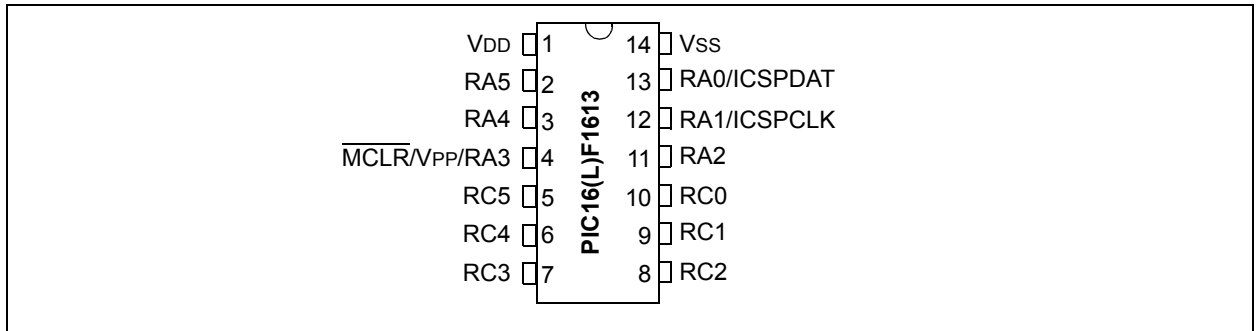 VDD 1 14 VSS
RA5 2 13 RA0/ICSPDAT
RA4 3 12 RA1/ICSPCLK
MCLR/VPP/RA3 4 11 RA2
RC5 5 10 RC0
RC4 6 9 RC1
RC3 7 8 RC2
PIC16(L)F1613